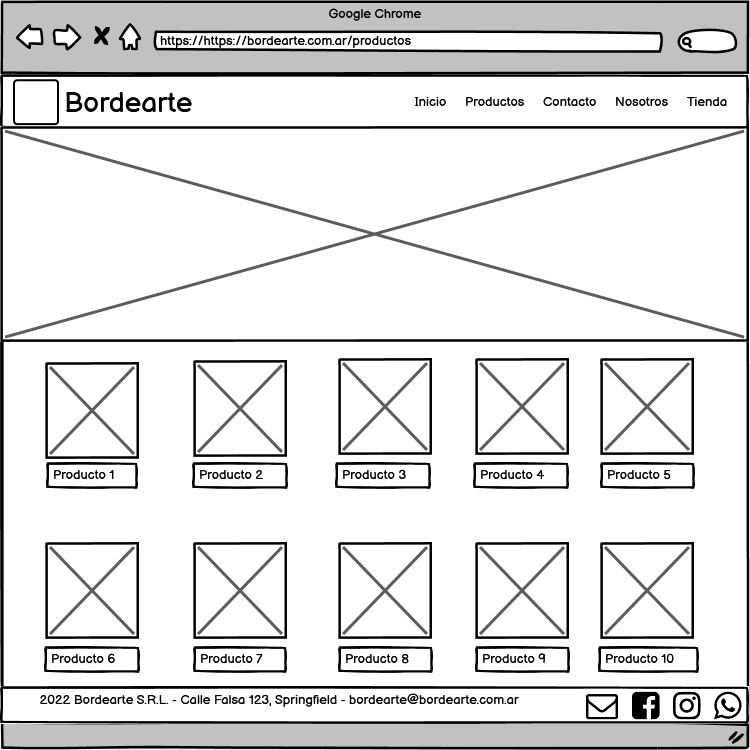 Google Chrome
https://https://bordearte.com.ar/productos
Bordearte
Inicio Productos Contacto Nosotros Tienda
Producto 1 Producto 2 Producto 3 Producto 4 Producto 5
Producto 6 Producto 7 Producto 8 Producto 9 Producto 10
2022 Bordearte S.R.L. - Calle Falsa 123, Springfield - bordearte@bordearte.com.ar